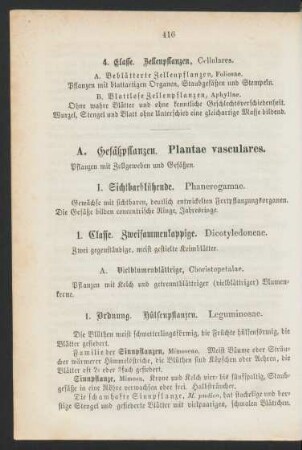 416
4. Classe. Zellenpflanzen, Cellulares.
A. Beblätterte Zellenpflanzen, Foliosae.
Pflanzen mit blattartigen Organen, Staubgefässen und Stempeln.
B. Blattlose Zellenpflanzen, Aphyllae.
Ohne wahre Blätter und ohne kenntliche Geschlechtsverschiedenheit.
Wurzel, Stengel und Blatt ohne Unterschied eine gleichartige Masse bildend.
A. Gefäßpflanzen. Plantae vasculares.
Pflanzen mit Zellgeweben und Gefäßen.
I. Sichtbarblühende. Phanerogamae.
Gewächse mit sichtbaren, deutlich entwickelten Fortpflanzungsorganen.
Die Gefäße bilden concentrische Ringe, Jahresringe.
1. Classe. Zweisamenlappige. Dicotyledonene.
Zwei gegenständige, meist gestielte Keimblätter.
A. Vielblumenblättrige, Choristopetalae.
Pflanzen mit Kelch und getrenntblättriger (vielblättriger) Blumen-
krone.
1. Ordnung. Hülsenpflanzen. Leguminosae.
Die Blüthen meist schmetterlingsförmig, die Früchte hülsenförmig, die
Blätter gefiedert.
Familie der Sinnpflanzen, Mimoseae. Meist Bäume oder Sträu-
cher wärmerer Himmelsstriche, die Blüthen sind Köpfchen oder Aehren, die
Blätter oft 2- oder 3fach gefiedert.
Sinnpflanze, Mimosa, Krone und Kelch vier- bis fünfspaltig, Staub-
gefäße in eine Röhre verwachsen oder frei. Halbsträucher.
Die schamhafte Sinnpflanze, M. pudica, hat stachelige und bor-
stige Stengel und gefiederte Blätter mit vielpaarigen, schmalen Blättchen.